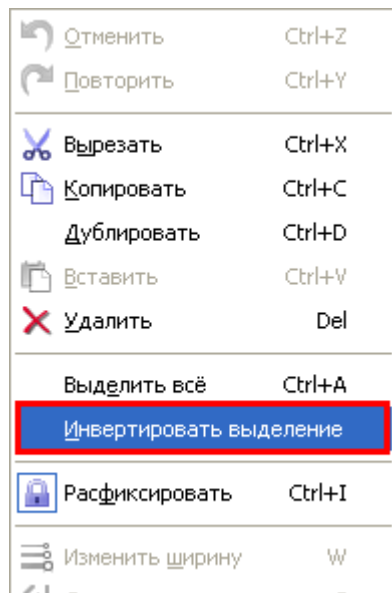 Отменить Ctrl+Z
Повторить Ctrl+Y
Вырезать Ctrl+X
Копировать Ctrl+C
Дублировать Ctrl+D
Вставить Ctrl+V
Удалить Del
Выделить всё Ctrl+A
Инвертировать выделение
Расфиксировать Ctrl+I
Изменить ширину W